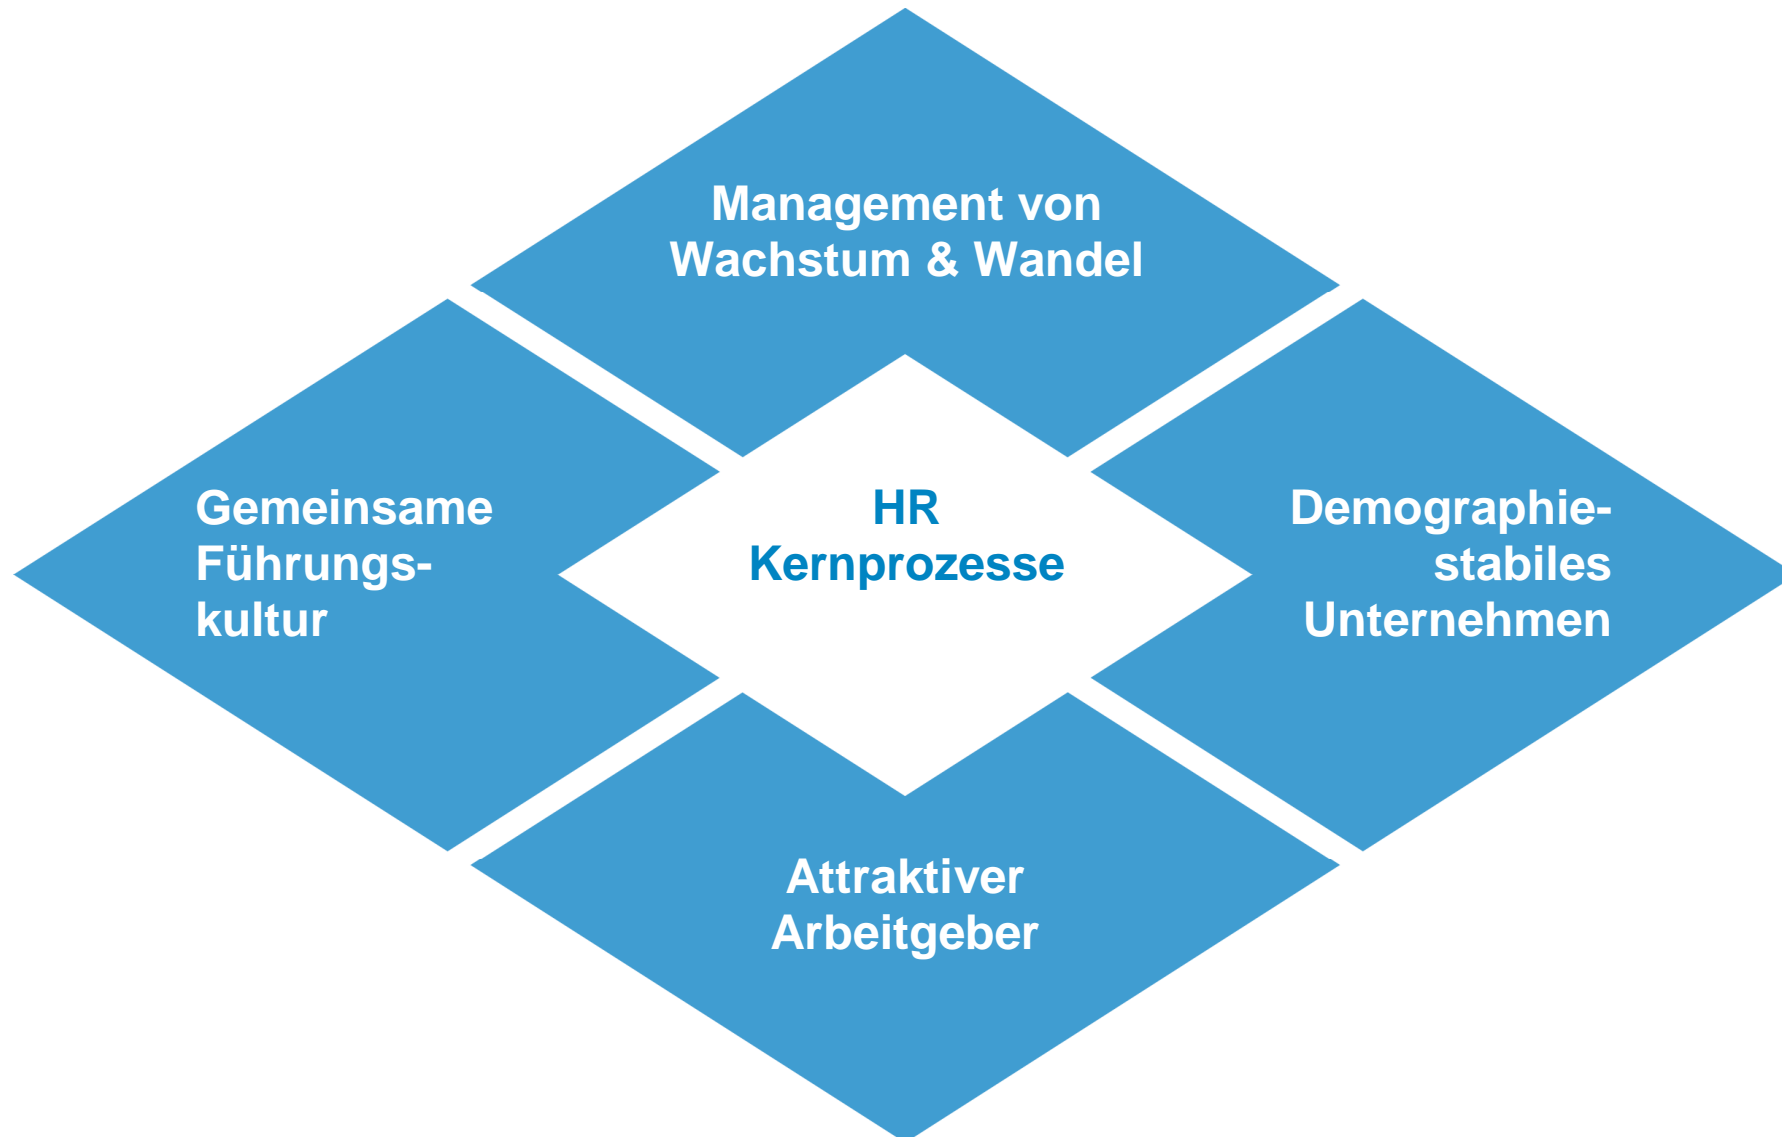 Management von
Wachstum & Wandel
Gemeinsame
Führungs-
kultur
HR
Kernprozesse
Demographie-
stabiles
Unternehmen
Attraktiver
Arbeitgeber